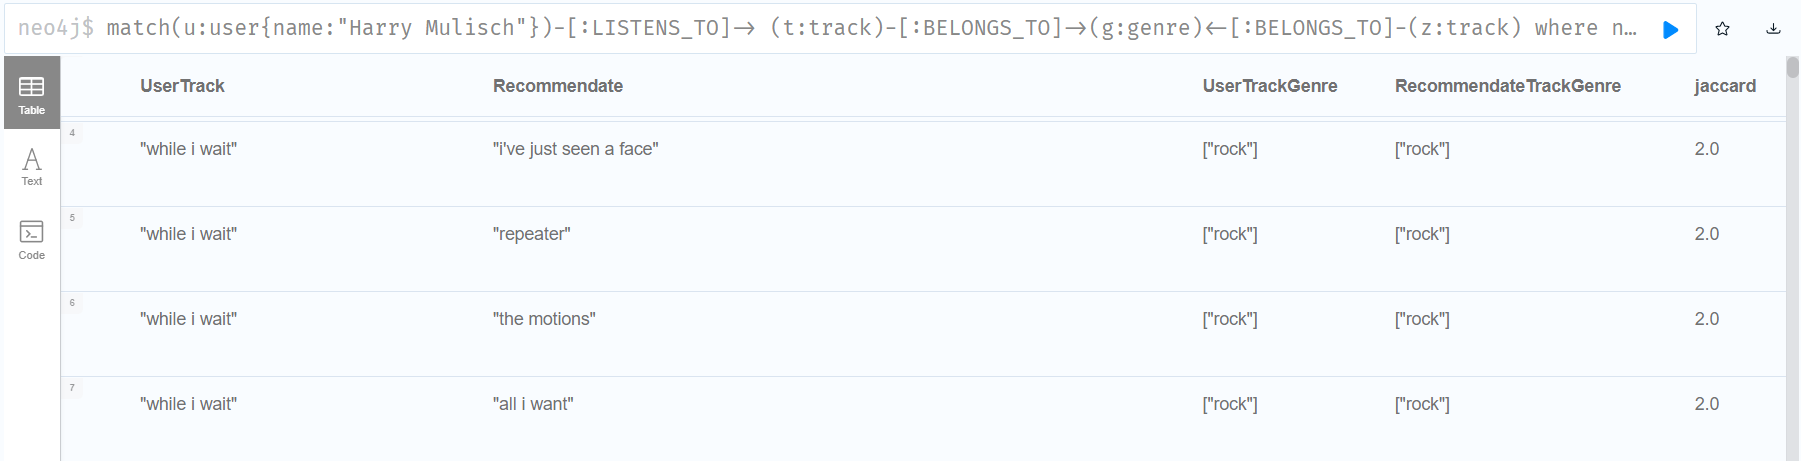 neo4j$ match(u:user{name:"Harry Mulisch"})-[:LISTENS_TO]-> (t:track)-[:BELONGS_TO]->(g:genre)<-[:BELONGS_TO]-(z:track) where n…
Table
Text
Code
UserTrack Recommendate UserTrackGenre RecommendateTrackGenre jaccard
4 "while i wait" "i've just seen a face" ["rock"] ["rock"] 2.0
5 "while i wait" "repeater" ["rock"] ["rock"] 2.0
6 "while i wait" "the motions" ["rock"] ["rock"] 2.0
7 "while i wait" "all i want" ["rock"] ["rock"] 2.0